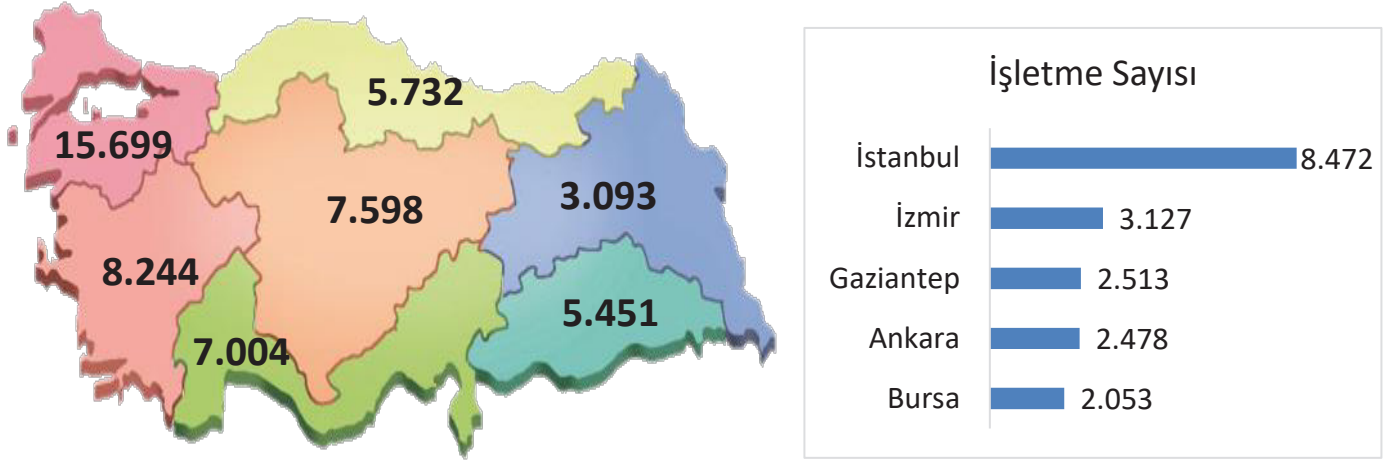 5.732
15.699
7.598
3.093
8.244
5.451
7.004
İşletme Sayısı
İstanbul 8.472
İzmir 3.127
Gaziantep 2.513
Ankara 2.478
Bursa 2.053